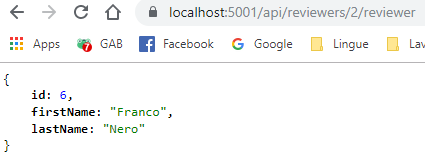 localhost:5001/api/reviewers/2/reviewer
Apps GAB Facebook Google Lingue Lav
{
id: 6,
firstName: "Franco",
lastName: "Nero"
}